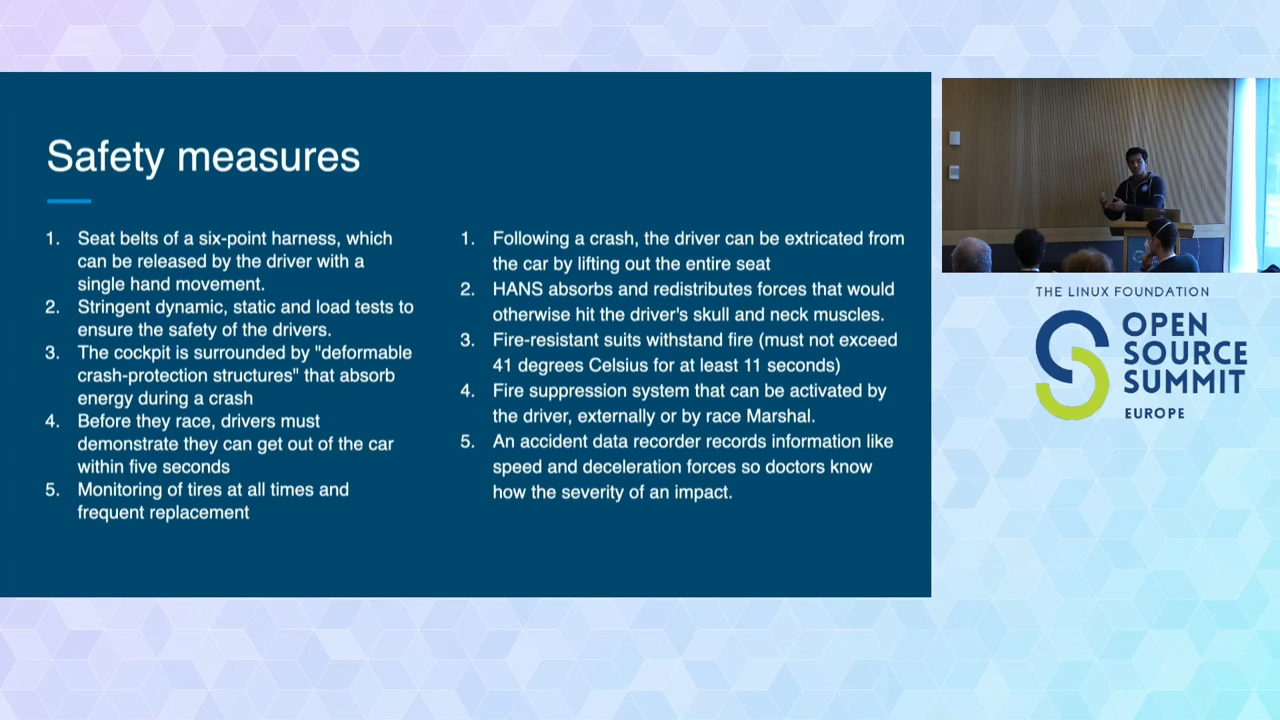 Safety measures
1. Seat belts of a six-point harness, which
can be released by the driver with a
single hand movement.
2. Stringent dynamic, static and load tests to
ensure the safety of the drivers.
3. The cockpit is surrounded by "deformable
crash-protection structures" that absorb
energy during a crash
4. Before they race, drivers must
demonstrate they can get out of the car
within five seconds
5. Monitoring of tires at all times and
frequent replacement
1. Following a crash, the driver can be extricated from
the car by lifting out the entire seat
2. HANS absorbs and redistributes forces that would
otherwise hit the driver's skull and neck muscles.
3. Fire-resistant suits withstand fire (must not exceed
41 degrees Celsius for at least 11 seconds)
4. Fire suppression system that can be activated by
the driver, externally or by race Marshal.
5. An accident data recorder records information like
speed and deceleration forces so doctors know
how the severity of an impact.
THE LINUX FOUNDATION
OPEN
SOURCE
SUMMIT
EUROPE